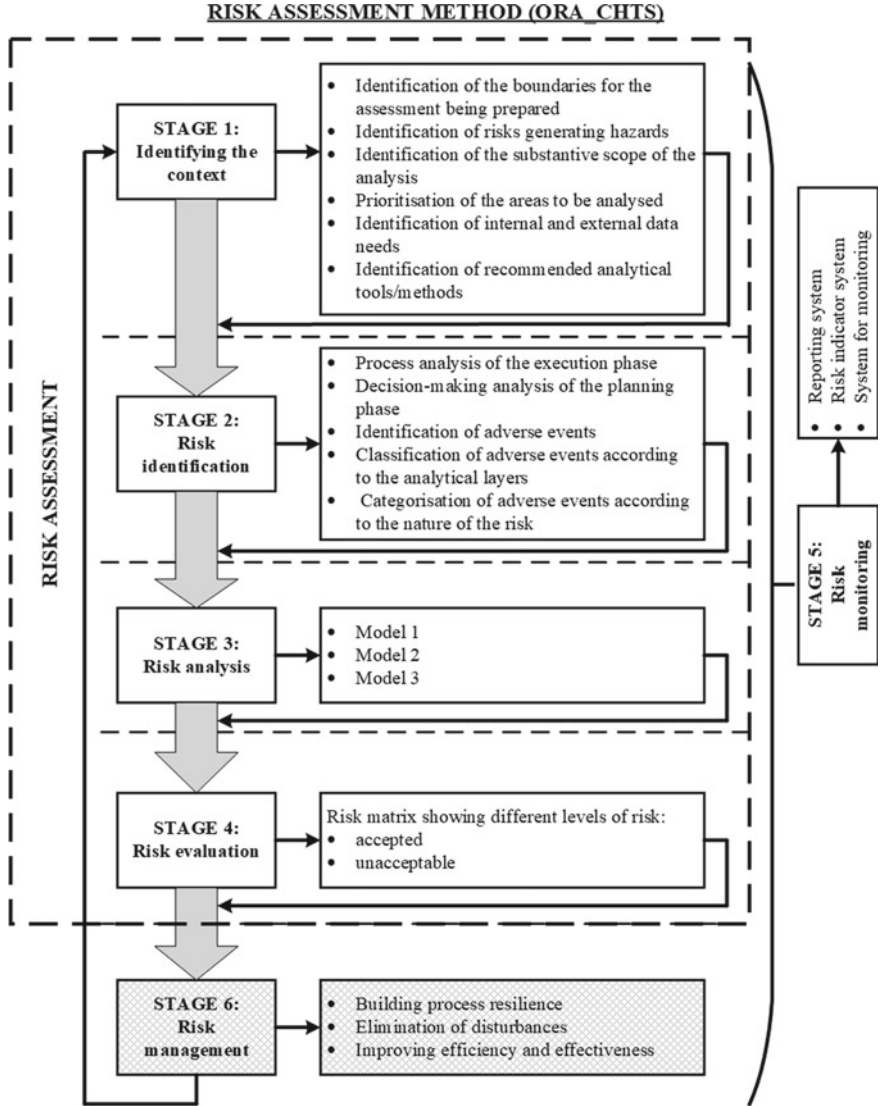 RISK ASSESSMENT METHOD (ORA_CHTS)
RISK ASSESSMENT
STAGE 1:
Identifying the
context
• Identification of the boundaries for the
assessment being prepared
• Identification of risks generating hazards
• Identification of the substantive scope of the
analysis
• Prioritisation of the areas to be analysed
• Identification of internal and external data
needs
• Identification of recommended analytical
tools/methods
STAGE 2:
Risk
identification
• Process analysis of the execution phase
• Decision-making analysis of the planning
phase
• Identification of adverse events
• Classification of adverse events according
to the analytical layers
• Categorisation of adverse events according
to the nature of the risk
STAGE 3:
Risk analysis
• Model 1
• Model 2
• Model 3
STAGE 4:
Risk evaluation
Risk matrix showing different levels of risk:
• accepted
• unacceptable
STAGE 6:
Risk
management
• Building process resilience
• Elimination of disturbances
• Improving efficiency and effectiveness
STAGE 5:
Risk
monitoring
• Reporting system
• Risk indicator system
• System for monitoring